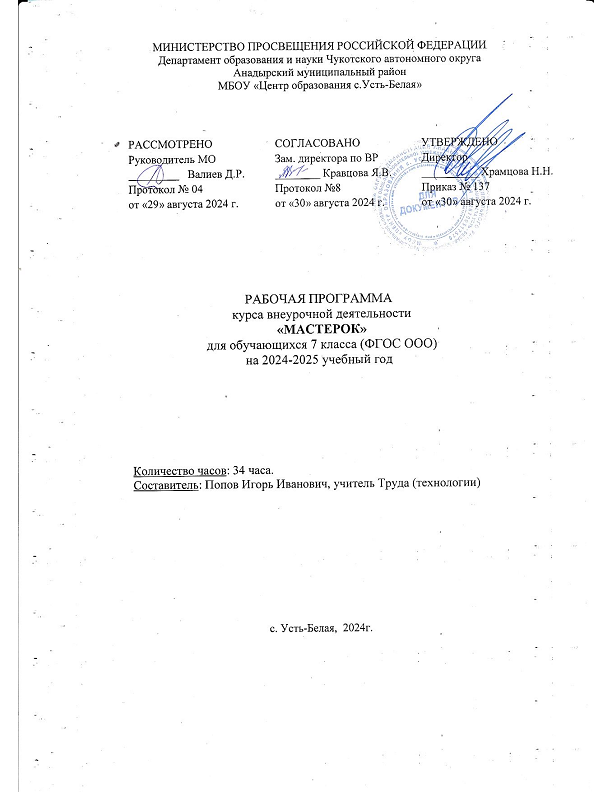 МИНИСТЕРСТВО ПРОСВЕЩЕНИЯ РОССИЙСКОЙ ФЕДЕРАЦИИ
Департамент образования и науки Чукотского автономного округа
Анадырский муниципальный район
МБОУ «Центр образования с.Усть-Белая»
РАССМОТРЕНО
Руководитель МО
Валиев Д.Р.
Протокол № 04
от «29» августа 2024 г.
СОГЛАСОВАНО
Зам. директора по ВР
Кравцова Я.В.
Протокол №8
от «30» августа 2024 г.
УТВЕРЖДЕНО
Директор
Храмцова Н.Н.
Приказ № 137
от «30» августа 2024 г.
ДЛЯ
ДОКУМЕНТОВ
РАБОЧАЯ ПРОГРАММА
курса внеурочной деятельности
«МАСТЕРОК»
для обучающихся 7 класса (ФГОС ООО)
на 2024-2025 учебный год
Количество часов: 34 часа.
Составитель: Попов Игорь Иванович, учитель Труда (технологии)
с. Усть-Белая, 2024г.